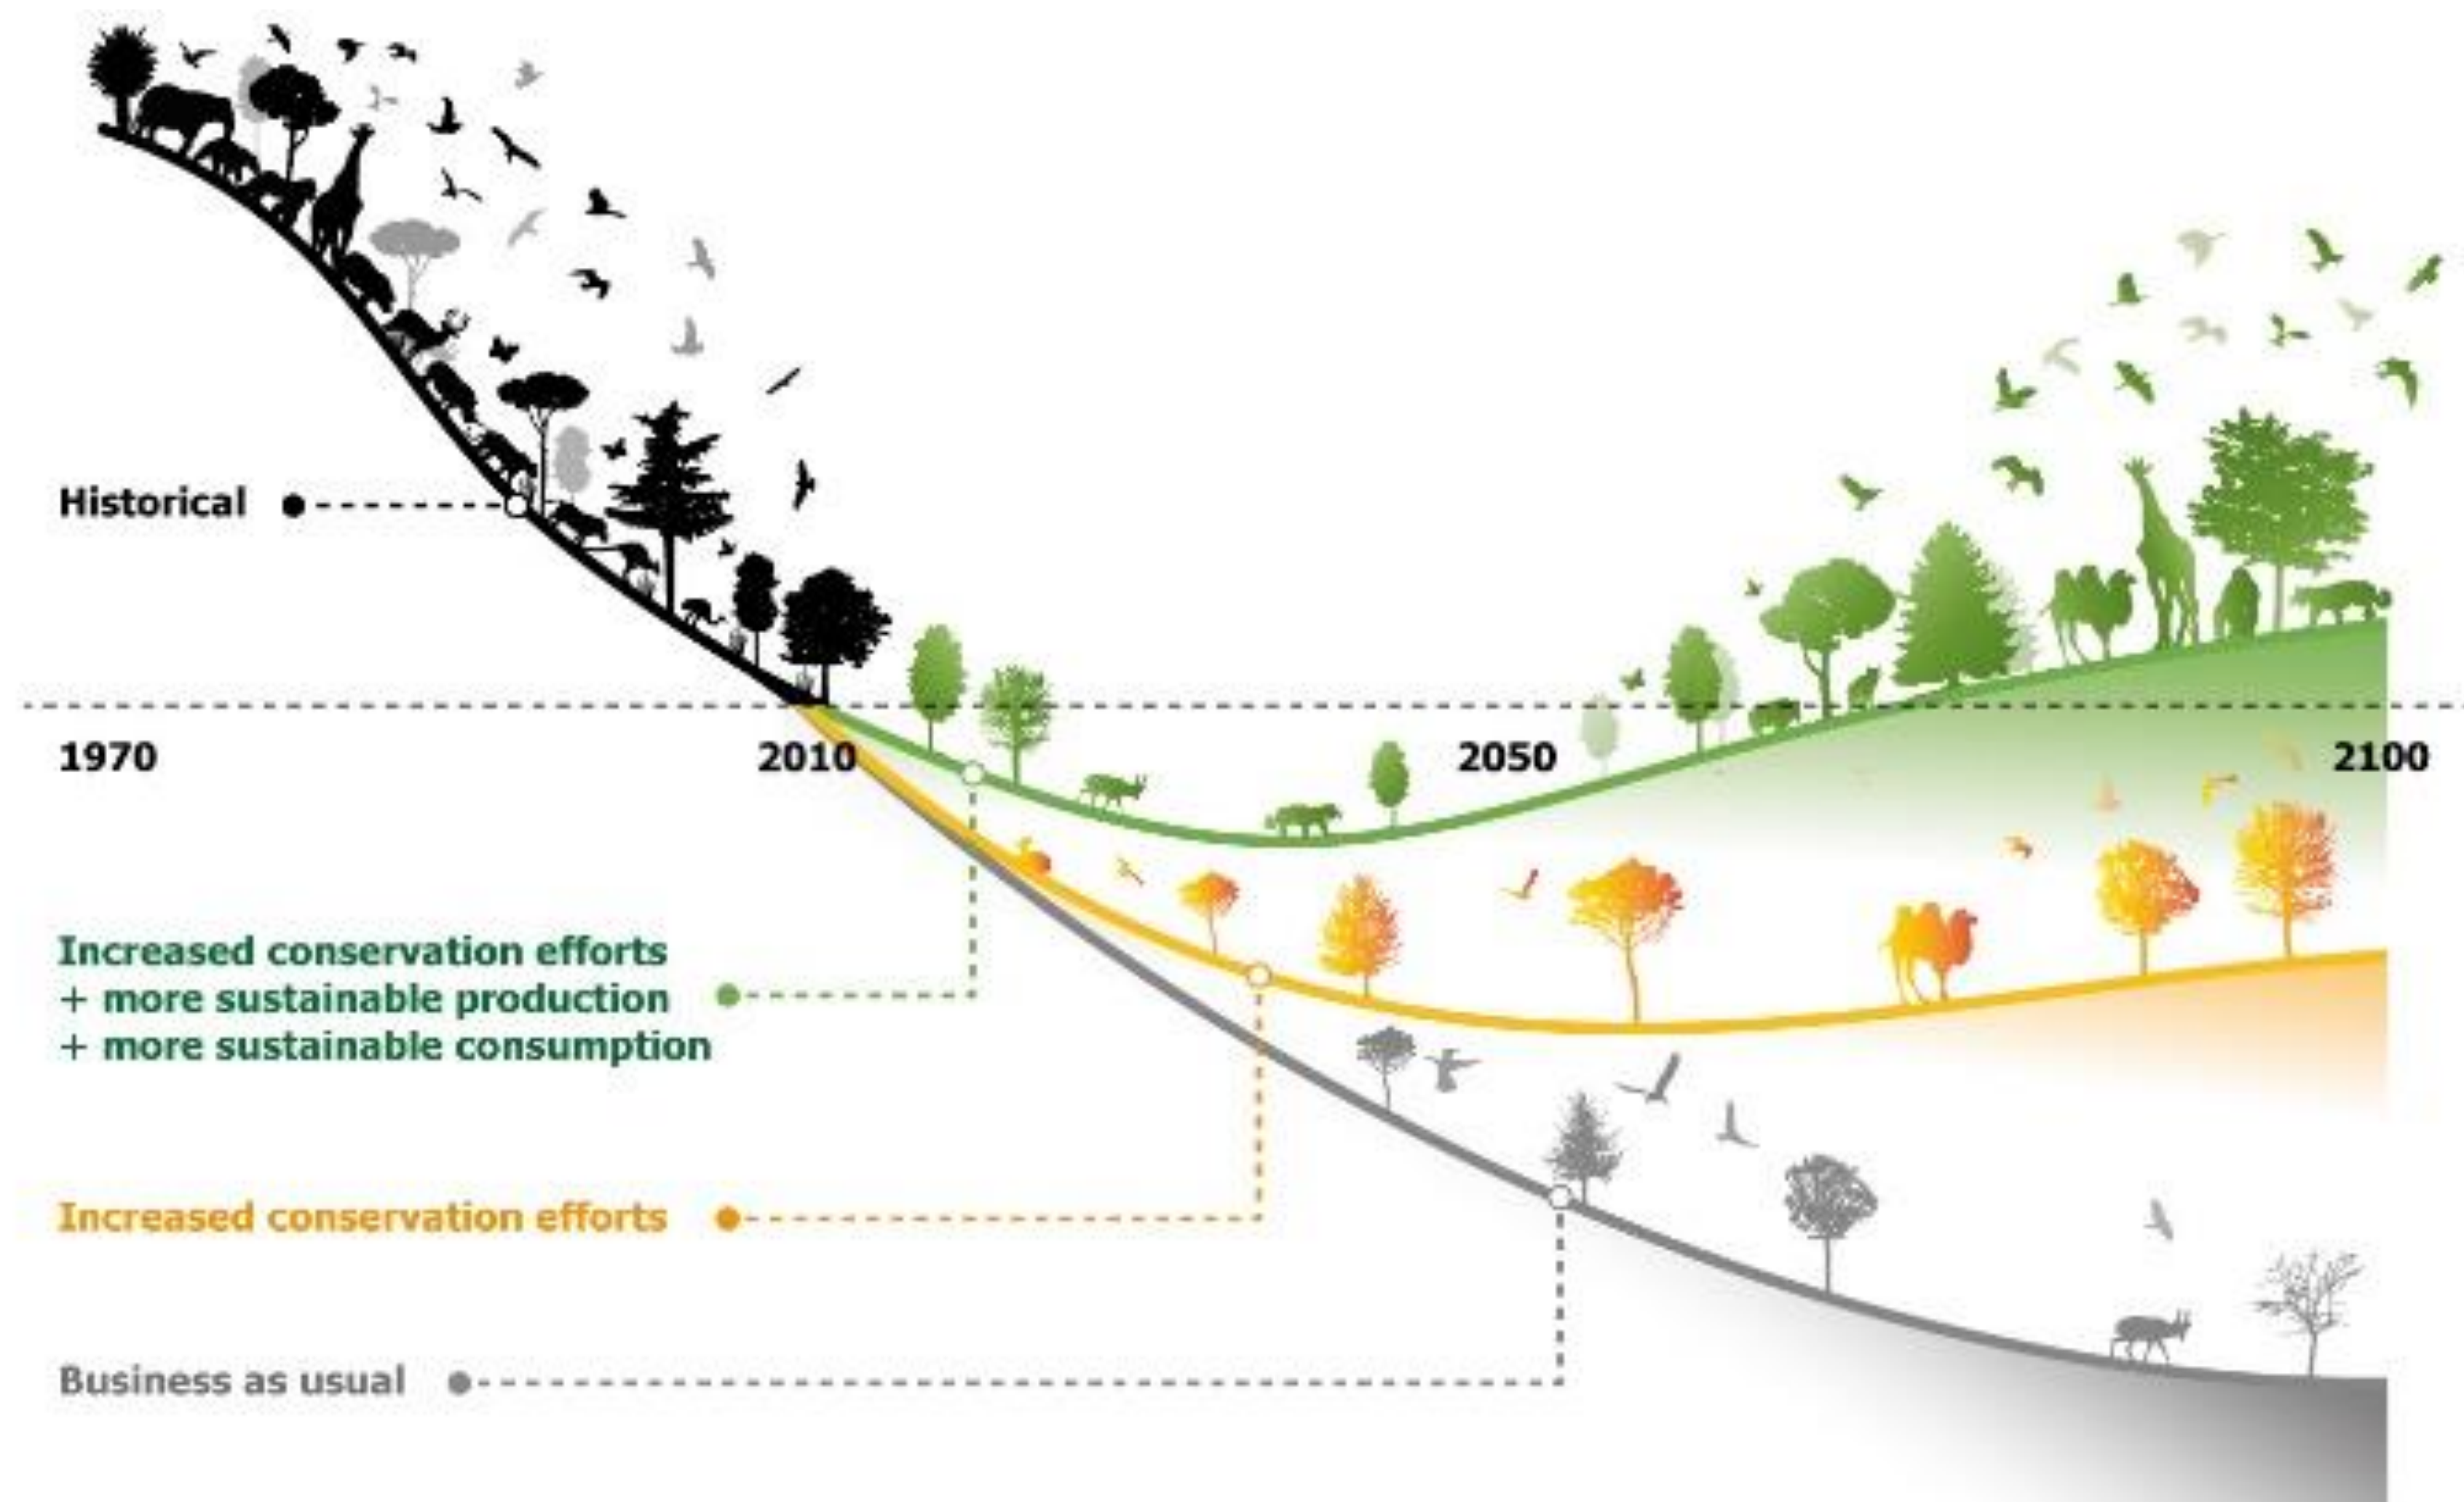 Historical
1970
2010
2050
2100
Increased conservation efforts
+ more sustainable production
+ more sustainable consumption
Increased conservation efforts
Business as usual